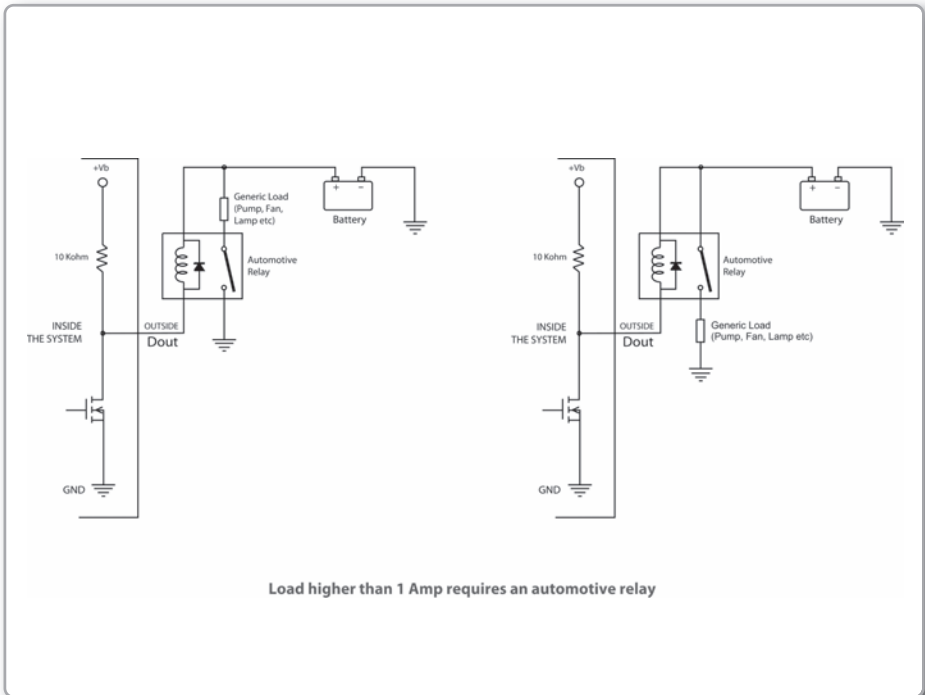 +Vb
10 Kohm
INSIDE
THE SYSTEM
OUTSIDE
Dout
GND
Generic Load
(Pump, Fan,
Lamp etc)
Automotive
Relay
+ −
Battery
+Vb
10 Kohm
INSIDE
THE SYSTEM
OUTSIDE
Dout
GND
Automotive
Relay
Generic Load
(Pump, Fan, Lamp etc)
+ −
Battery
Load higher than 1 Amp requires an automotive relay